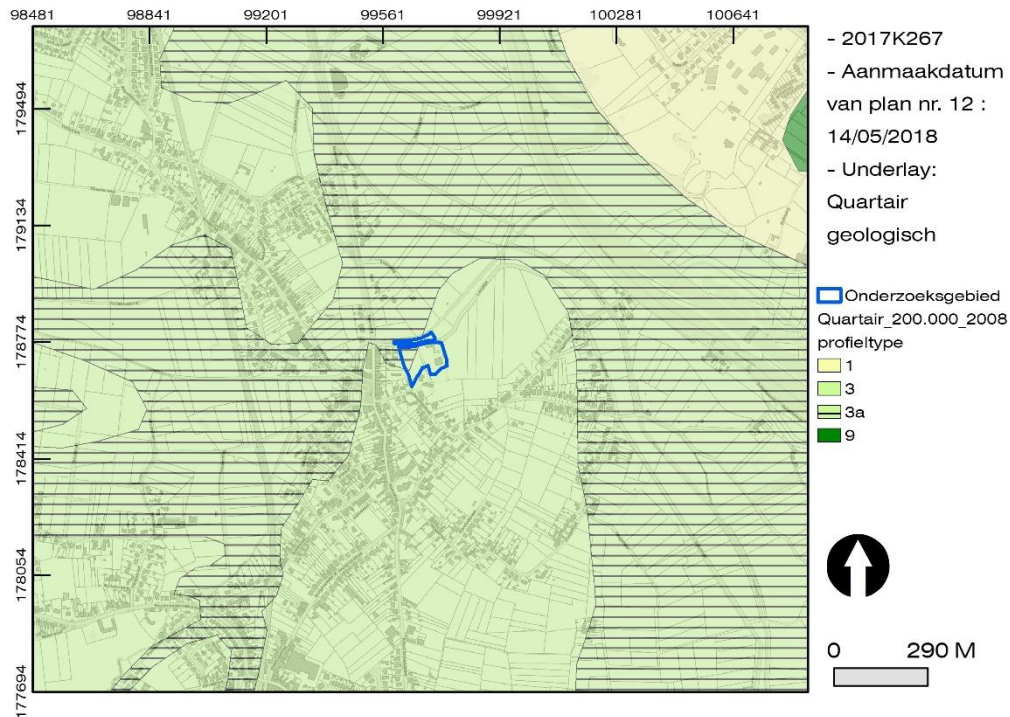 98481 98841 99201 99561 99921 100281 100641
179494
179134
178774
178414
178054
177694
- 2017K267
- Aanmaakdatum
van plan nr. 12 :
14/05/2018
- Underlay:
Quartair
geologisch
Onderzoeksgebied
Quartair_200.000_2008
profieltype
1
3
3a
9
0 290 M